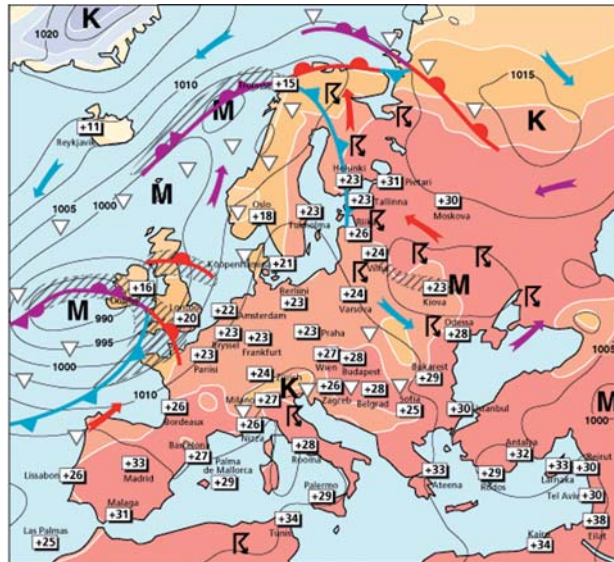 1020
K
1010
+15
1015
M
K
+11
Reykjavik
M
1005
1000
Helsinki
+23
+31
Pietari
+23
Tallinna
+30
Moskova
Oslo
+18
+23
Tukholma
+26
Riika
+24
Vilna
Kööpenhamina
+21
M
+16
990
995
1000
Lontoo
+20
+22
Amsterdam
Berliini
+23
+24
Varsova
M
+23
Kiova
+23
Bryssel
+23
Frankfurt
+23
Praha
Odessa
+28
+23
Pariisi
+27
Wien
+28
Budapest
+24
1005
1010
K
Bukarest
+29
Milano
+27
+26
Zagreb
+28
Belgrad
Sofia
+25
M
1000
+26
Bordeaux
+26
Nizza
+30
Istanbul
+28
Rooma
Barcelona
+27
Lissabon
+26
+33
Madrid
Palma
de Mallorca
+29
Palermo
+29
+33
Ateena
+29
Rodos
Antalya
+32
+33
Larnaka
Beirut
+30
Tel Aviv
+30
Malaga
+31
Las Palmas
+25
+34
Tunis
Kairo
+34
+38
Eilat